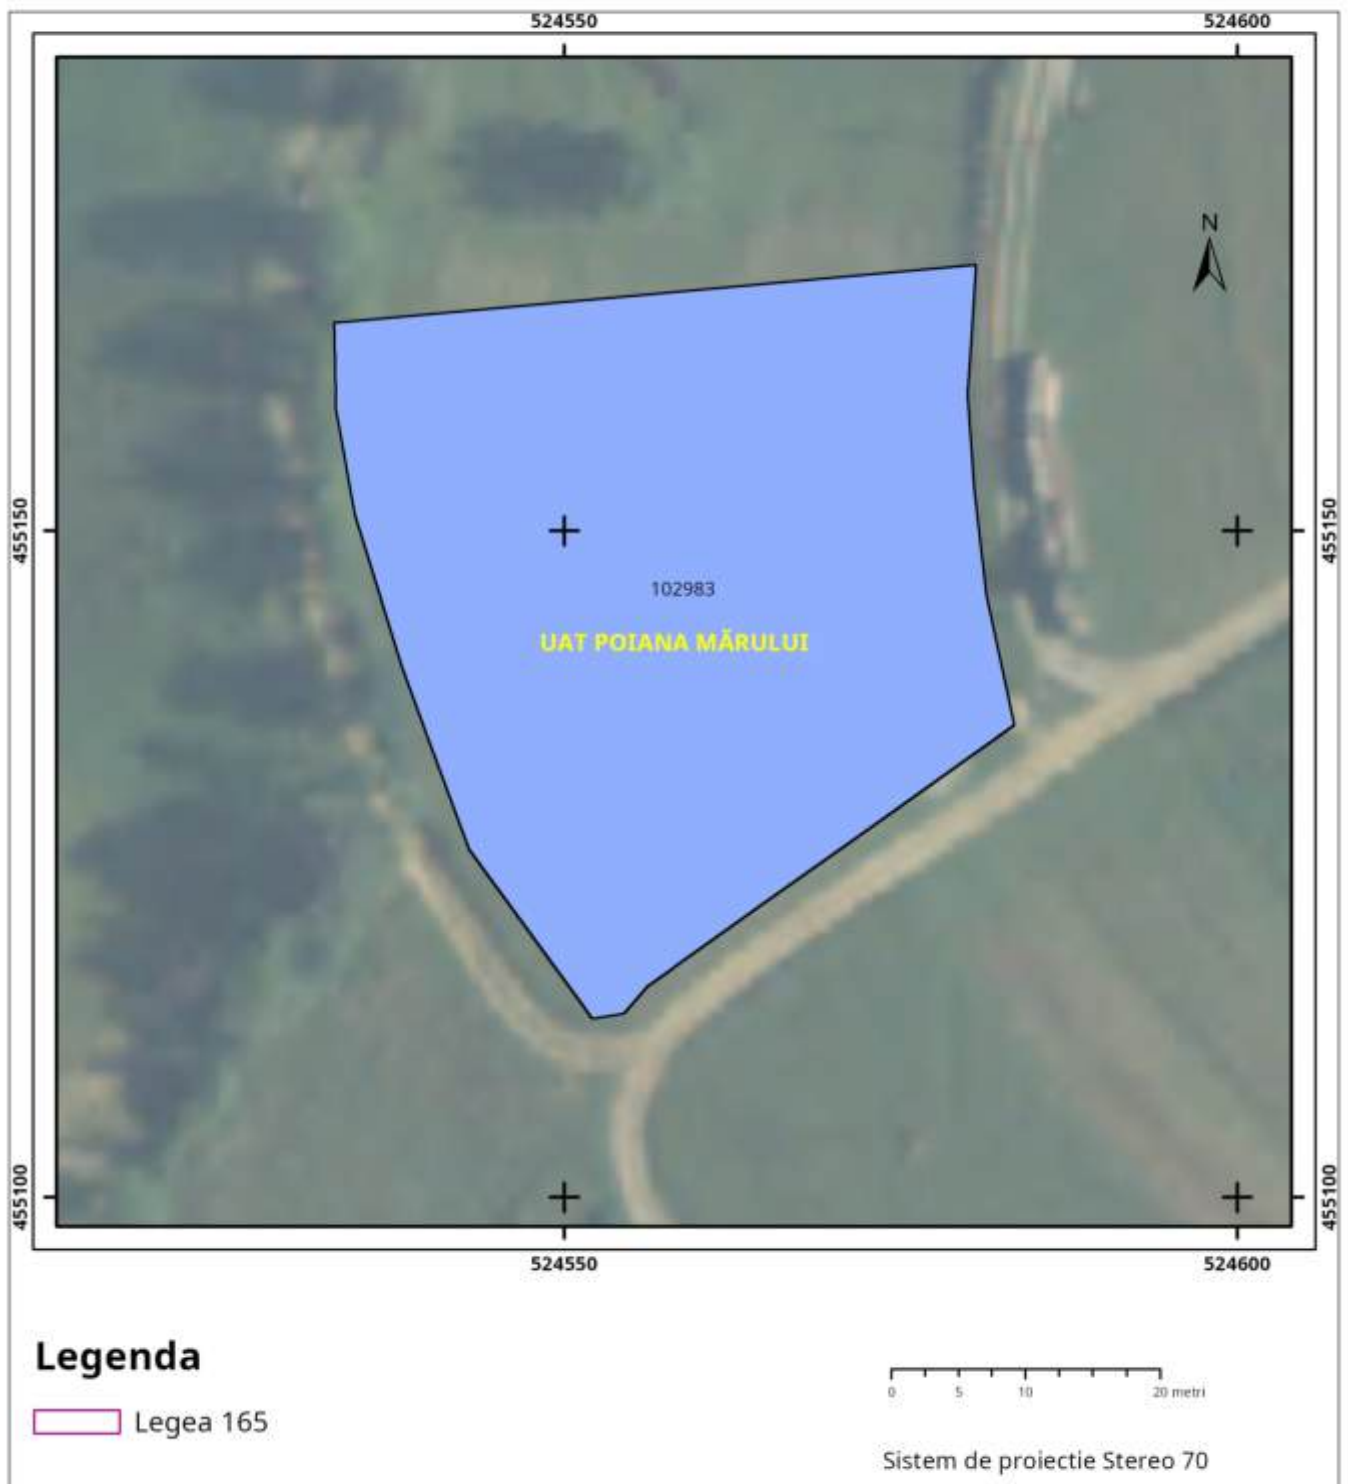 524550 524600
N
455150 455150
102983
UAT POIANA MĂRULUI
455100 455100
524550 524600
Legenda
Legea 165
0 5 10 20 metri
Sistem de proiectie Stereo 70